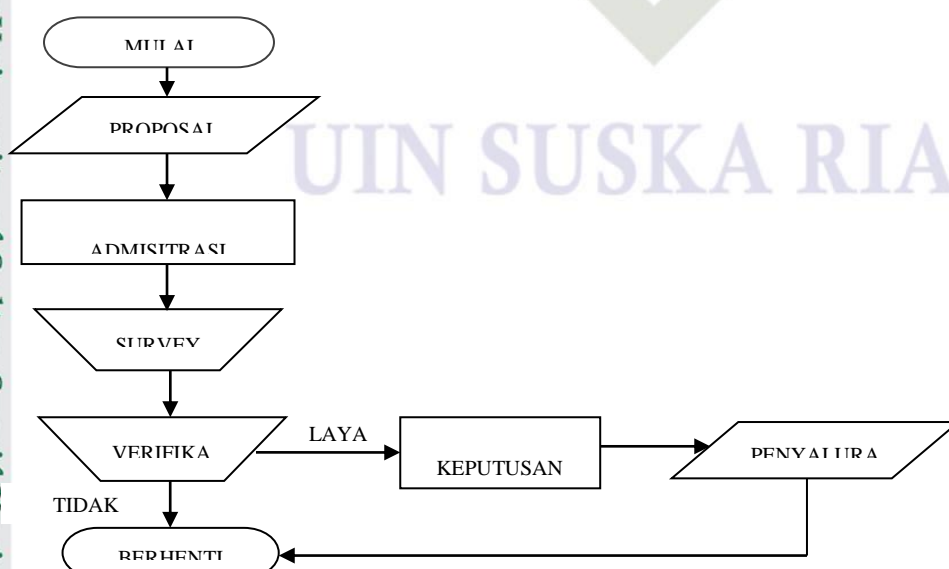 MULAI
UIN SUSKA RIA
PROPOSAL
ADMISITRASI
SURVEY
VERIFIKA
LAYA
KEPUTUSAN
PENYALURA
TIDAK
BERHENTI